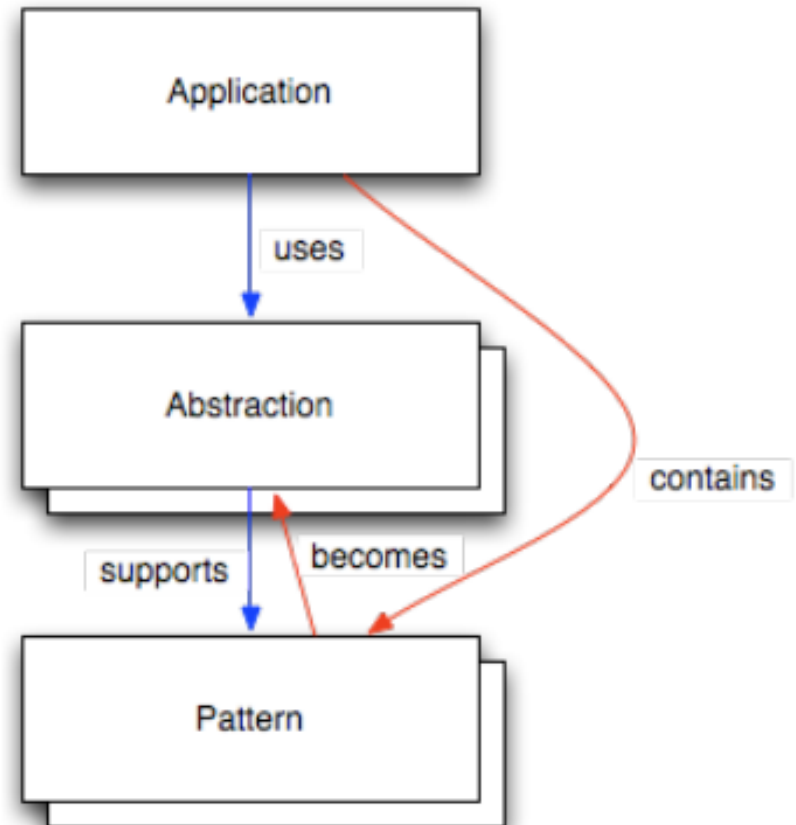 Application
uses
Abstraction
contains
becomes
supports
Pattern